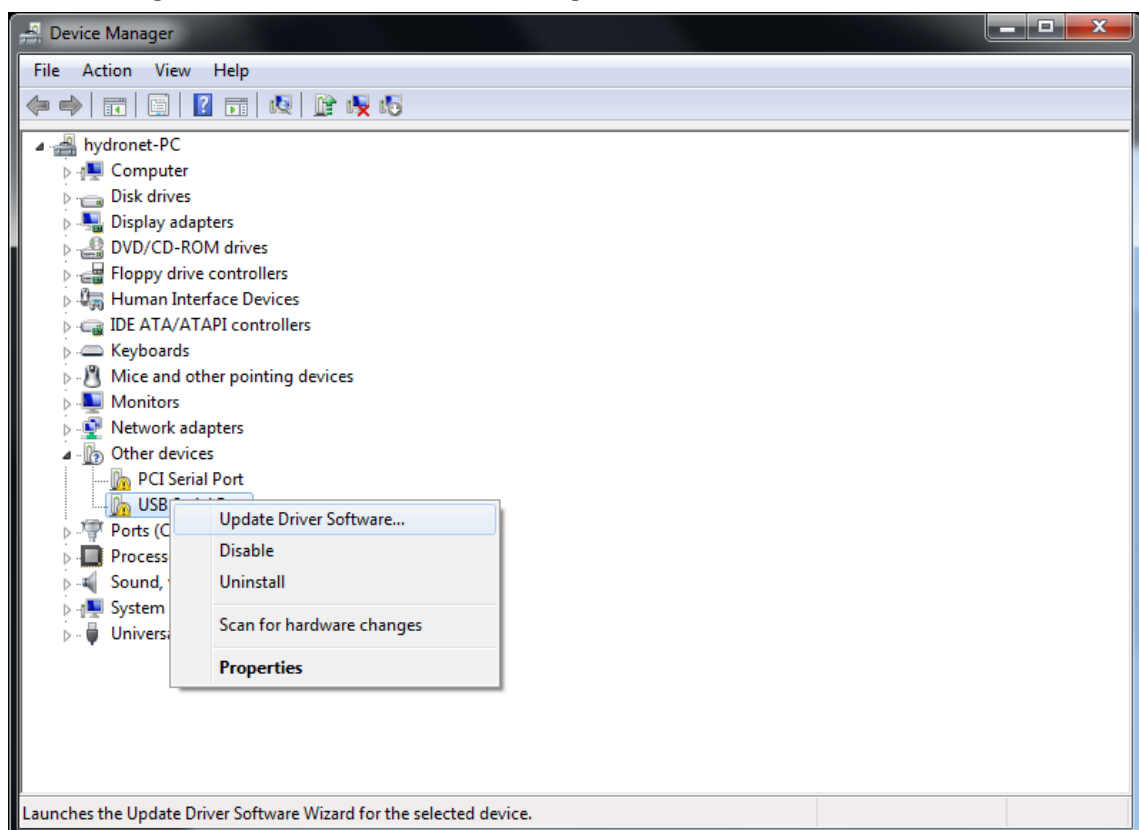 Device Manager
File Action View Help
hydronet-PC
Computer
Disk drives
Display adapters
DVD/CD-ROM drives
Floppy drive controllers
Human Interface Devices
IDE ATA/ATAPI controllers
Keyboards
Mice and other pointing devices
Monitors
Network adapters
Other devices
PCI Serial Port
USB
Ports (C
Process
Sound,
System
Univers
Update Driver Software...
Disable
Uninstall
Scan for hardware changes
Properties
Launches the Update Driver Software Wizard for the selected device.